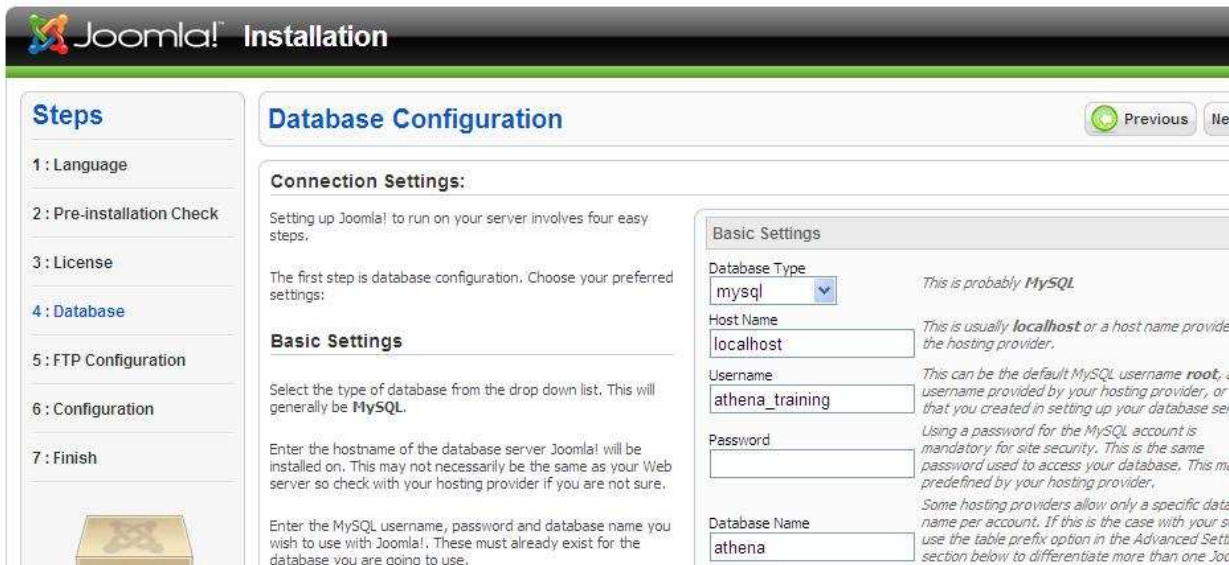 Joomla! Installation
Steps
1 : Language
2 : Pre-installation Check
3 : License
4 : Database
5 : FTP Configuration
6 : Configuration
7 : Finish
Database Configuration
Previous
Connection Settings:
Setting up Joomla! to run on your server involves four easy
steps.
The first step is database configuration. Choose your preferred
settings:
Basic Settings
Select the type of database from the drop down list. This will
generally be MySQL.
Enter the hostname of the database server Joomla! will be
installed on. This may not necessarily be the same as your Web
server so check with your hosting provider if you are not sure.
Enter the MySQL username, password and database name you
wish to use with Joomla!. These must already exist for the
database you are going to use.
Basic Settings
Database Type
mysql
This is probably MySQL
Host Name
localhost
This is usually localhost or a host name
the hosting provider.
Username
athena_training
This can be the default MySQL username root,
username provided by your hosting provider, or
that you created in setting up your database
Password
Using a password for the MySQL account is
mandatory for site security. This is the same
password used to access your database. This
predefined by your hosting provider.
Database Name
athena
Some hosting providers allow only a specific
name per account. If this is the case with your
use the table prefix option in the Advanced
section below to differentiate more than one